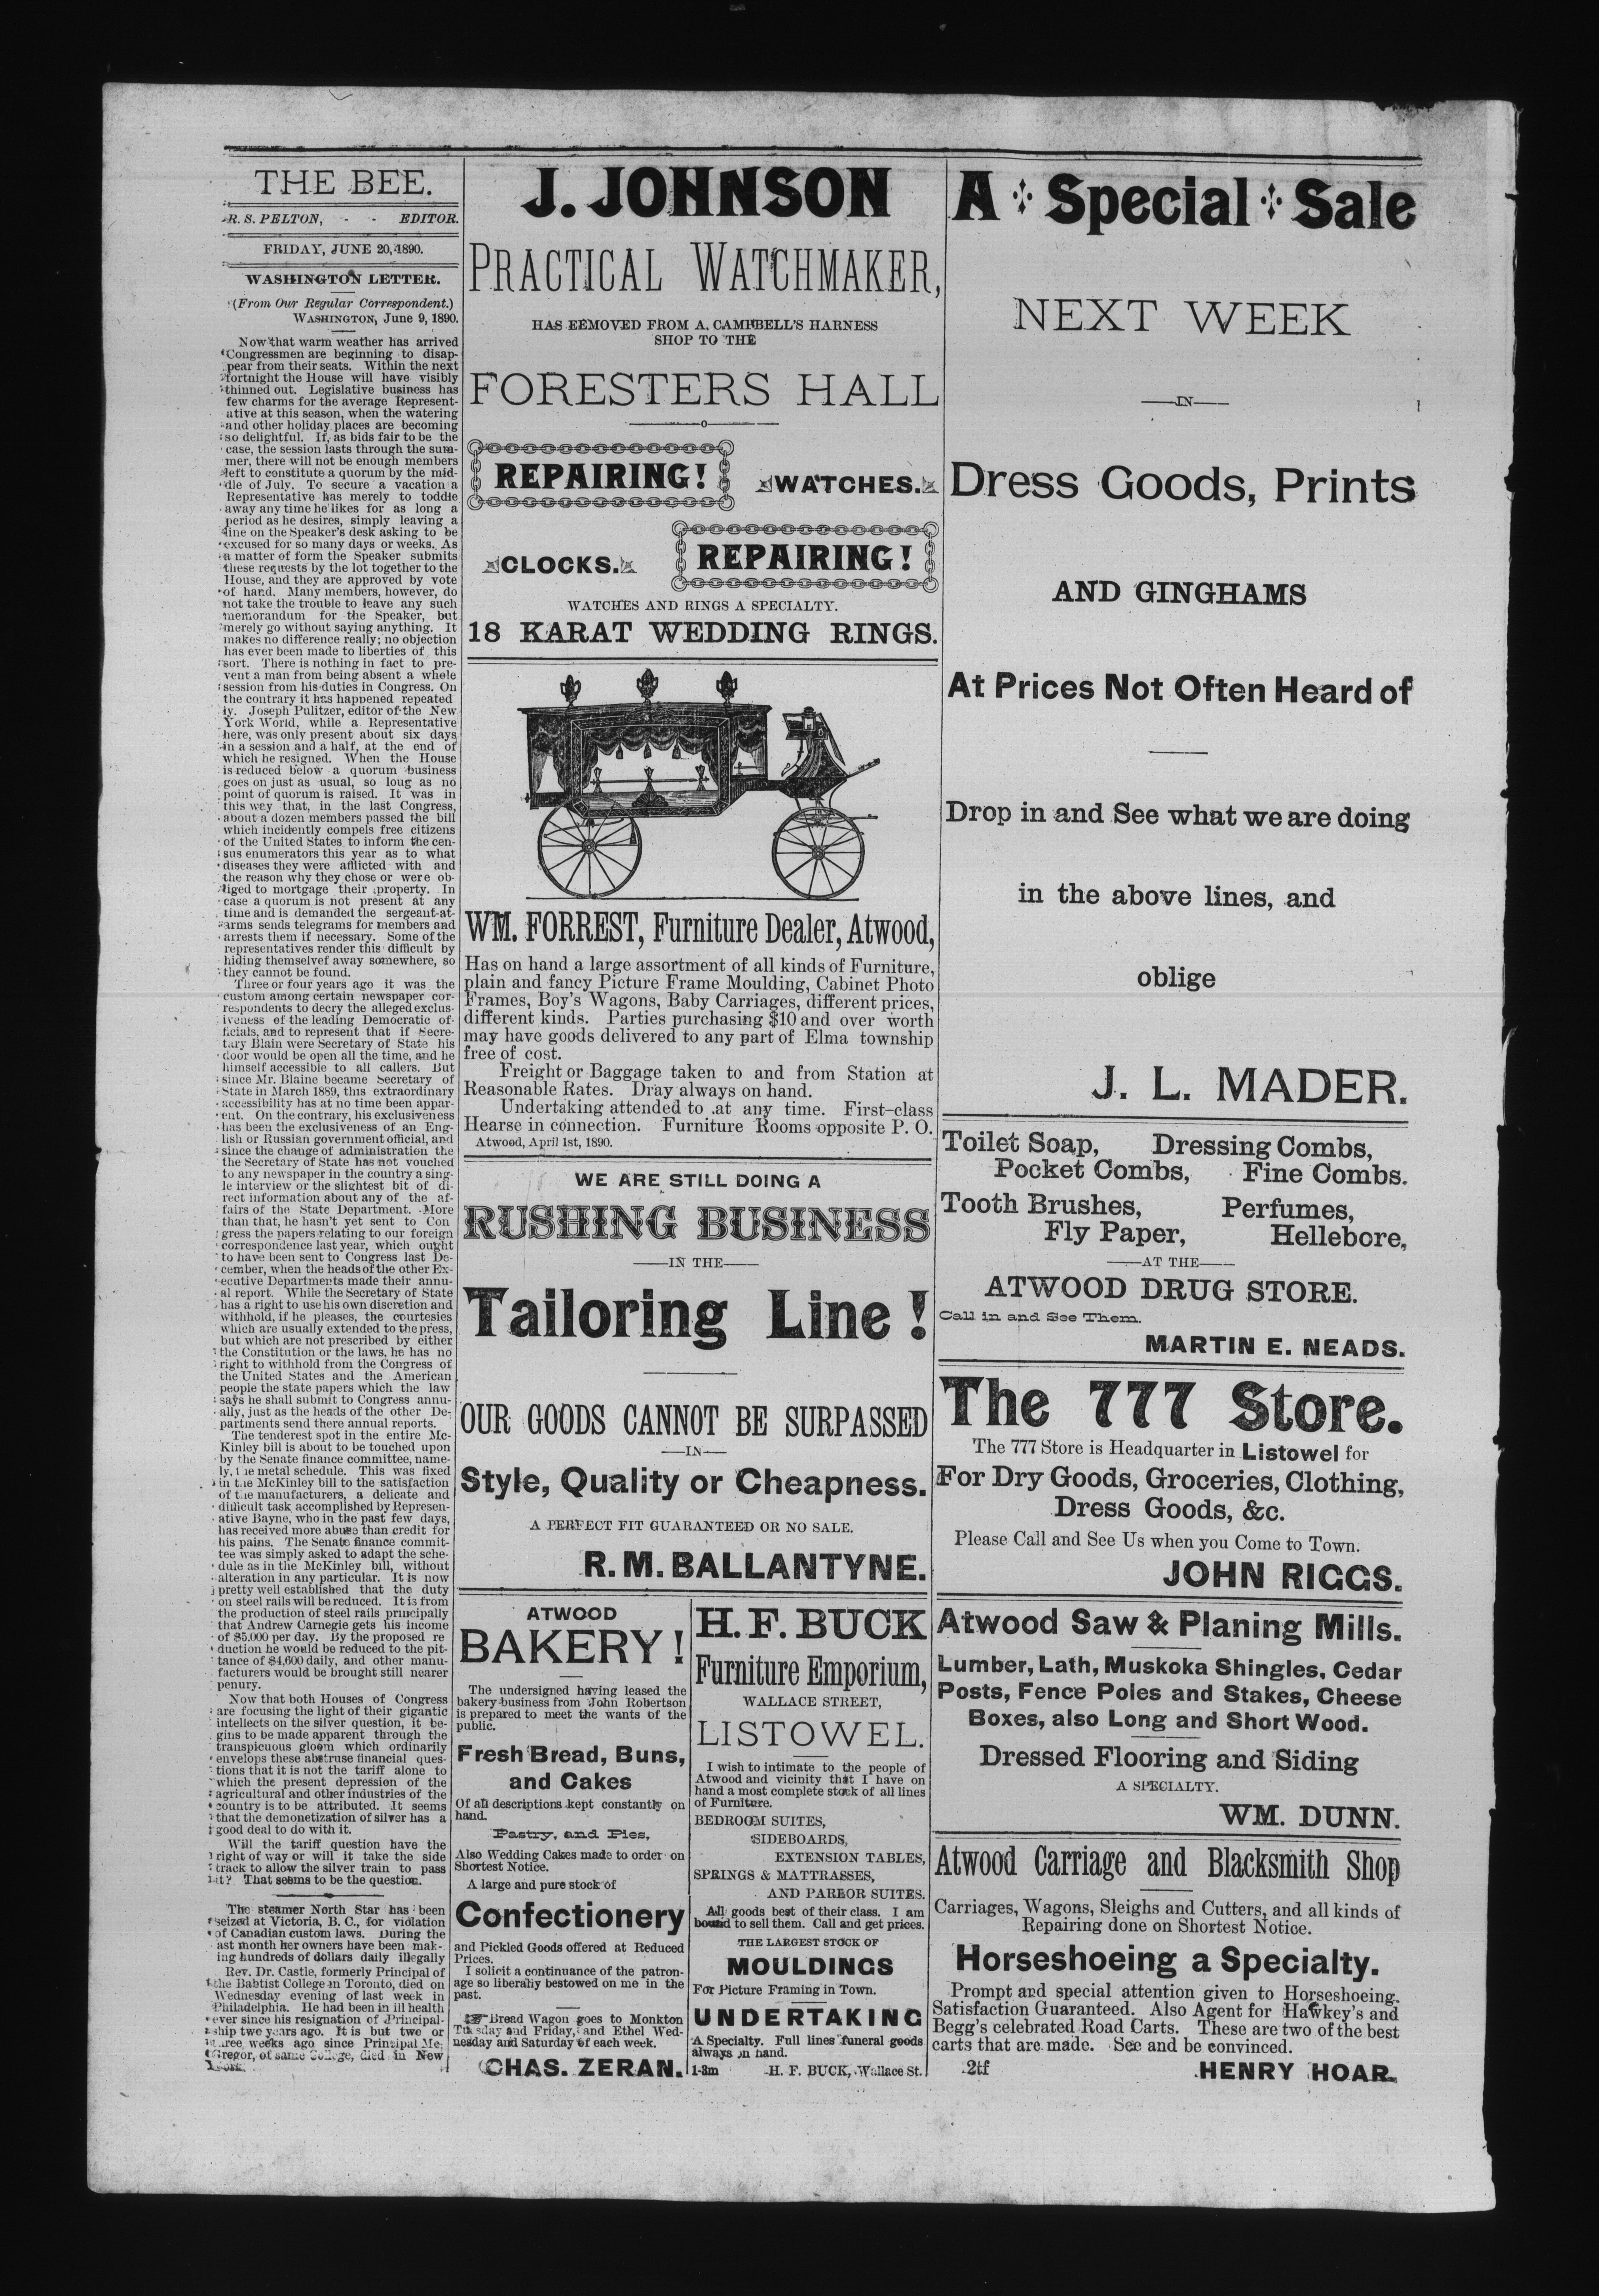 THE BEE.
R. S. PELTON, - - EDITOR.
FRIDAY, JUNE 20, 1890.
WASHINGTON LETTER.
(From Our Regular Correspondent.)
WASHINGTON, June 9, 1890.
Now that warm weather has arrived
Congressmen are beginning to disap-
pear from their seats. Within the next
fortnight the House will have visibly
thinned out. Legislative business has
few charms for the average Represent-
ative at this season, when the watering
and other holiday places are becoming
so delightful. If, as bids fair to be the
case, the session lasts through the sum-
mer, there will not be enough members
left to constitute a quorum by the mid-
dle of July. To secure a vacation a
Representative has merely to toddle
away any time he likes for as long a
period as he desires, simply leaving a
line on the Speaker's desk asking to be
excused for so many days or weeks. As
a matter of form the Speaker submits
these requests by the lot together to the
House, and they are approved by vote
of hand. Many members, however, do
not take the trouble to leave any such
memorandum for the Speaker, but
merely go without saying anything. It
makes no difference really; no objection
has ever been made to liberties of this
sort. There is nothing in fact to pre-
vent a man from being absent a whole
session from his duties in Congress. On
the contrary it has happened repeated
ly. Joseph Pulitzer, editor of the New
York World, while a Representative
here, was only present about six days
in a session and a half, at the end of
which he resigned. When the House
is reduced below a quorum business
goes on just as usual, so long as no
point of quorum is raised. It was in
this wey that, in the last Congress,
about a dozen members passed the bill
which incidently compels free citizens
of the United States to inform the cen-
sus enumerators this year as to what
diseases they were afflicted with and
the reason why they chose or were ob-
liged to mortgage their property. In
case a quorum is not present at any
time and is demanded the sergeant-at-
arms sends telegrams for members and
arrests them if necessary. Some of the
representatives render this difficult by
hiding themselvef away somewhere, so
they cannot be found.
Three or four years ago it was the
custom among certain newspaper cor-
respondents to decry the alleged exclus-
iveness of the leading Democratic of-
ficials, and to represent that if Secre-
tary Blain were Secretary of State his
door would be open all the time, and he
himself accessible to all callers. But
since Mr. Blaine became Secretary of
State in March 1889, this extraordinary
accessibility has at no time been appar-
ent. On the contrary, his exclusiveness
has been the exclusiveness of an Eng-
lish or Russian government official, and
since the change of administration the
the Secretary of State has not vouched
to any newspaper in the country a sing-
le interview or the slightest bit of di-
rect information about any of the af-
fairs of the State Department. More
than that, he hasn't yet sent to Con
gress the papers relating to our foreign
correspondence last year, which ought
to have been sent to Congress last De-
cember, when the heads of the other Ex-
ecutive Departments made their annu-
al report. While the Secretary of State
has a right to use his own discretion and
withhold, if he pleases, the courtesies
which are usually extended to the press,
but which are not prescribed by either
the Constitution or the laws, he has no
right to withhold from the Congress of
the United States and the American
people the state papers which the law
says he shall submit to Congress annu-
ally, just as the heads of the other De-
partments send there annual reports.
The tenderest spot in the entire Mc-
Kinley bill is about to be touched upon
by the Senate finance committee, name-
ly, the metal schedule. This was fixed
in the McKinley bill to the satisfaction
of the manufacturers, a delicate and
difficult task accomplished by Represen-
ative Bayne, who in the past few days,
has received more abuse than credit for
his pains. The Senate finance commit-
tee was simply asked to adapt the sche-
dule as in the McKinley bill, without
alteration in any particular. It is now
pretty well established that the duty
on steel rails will be reduced. It is from
the production of steel rails principally
that Andrew Carnegie gets his income
of $5,000 per day. By the proposed re
duction he would be reduced to the pit-
tance of $4,600 daily, and other manu-
facturers would be brought still nearer
penury.
Now that both Houses of Congress
are focusing the light of their gigantic
intellects on the silver question, it be-
gins to be made apparent through the
transpicuous gloom which ordinarily
envelops these abstruse financial ques-
tions that it is not the tariff alone to
which the present depression of the
agricultural and other industries of the
country is to be attributed. It seems
that the demonetization of silver has a
good deal to do with it.
Will the tariff question have the
right of way or will it take the side
track to allow the silver train to pass
it? That seems to be the question.
The steamer North Star has been
seized at Victoria, B. C., for violation
of Canadian custom laws. During the
ast month her owners have been mak-
ing hundreds of dollars daily illegally
Rev. Dr. Castle, formerly Principal of
the Babtist College in Toronto, died on
Wednesday evening of last week in
Philadelphia. He had been in ill health
ever since his resignation of Principal-
ship two years ago. It is but two or
three weeks ago since Principal Mc-
Gregor, of same College, died in New
York.
J. JOHNSON
PRACTICAL WATCHMAKER,
HAS REMOVED FROM A. CAMPBELL'S HARNESS
SHOP TO THE
FORESTERS HALL
REPAIRING!
WATCHES.
CLOCKS.
REPAIRING!
WATCHES AND RINGS A SPECIALTY.
18 KARAT WEDDING RINGS.
WM. FORREST, Furniture Dealer, Atwood,
Has on hand a large assortment of all kinds of Furniture,
plain and fancy Picture Frame Moulding, Cabinet Photo
Frames, Boy's Wagons, Baby Carriages, different prices,
different kinds. Parties purchasing $10 and over worth
may have goods delivered to any part of Elma township
free of cost.
Freight or Baggage taken to and from Station at
Reasonable Rates. Dray always on hand.
Undertaking attended to at any time. First-class
Hearse in connection. Furniture Rooms opposite P. O.
Atwood, April 1st, 1890.
WE ARE STILL DOING A
RUSHING BUSINESS
——IN THE——
Tailoring Line!
OUR GOODS CANNOT BE SURPASSED
——IN——
Style, Quality or Cheapness.
A PERFECT FIT GUARANTEED OR NO SALE.
R. M. BALLANTYNE.
ATWOOD
BAKERY!
The undersigned having leased the
bakery business from John Robertson
is prepared to meet the wants of the
public.
Fresh Bread, Buns,
and Cakes
Of all descriptions kept constantly on
hand.
Pastry, and Pies,
Also Wedding Cakes made to order on
Shortest Notice.
A large and pure stock of
Confectionery
and Pickled Goods offered at Reduced
Prices.
I solicit a continuance of the patron-
age so liberally bestowed on me in the
past.
☞ Bread Wagon goes to Monkton
Tuesday and Friday, and Ethel Wed-
nesday and Saturday of each week.
CHAS. ZERAN.
H. F. BUCK
Furniture Emporium,
WALLACE STREET,
LISTOWEL.
I wish to intimate to the people of
Atwood and vicinity that I have on
hand a most complete stock of all lines
of Furniture.
BEDROOM SUITES,
SIDEBOARDS,
EXTENSION TABLES,
SPRINGS & MATTRASSES,
AND PARLOR SUITES.
All goods best of their class. I am
bound to sell them. Call and get prices.
THE LARGEST STOCK OF
MOULDINGS
For Picture Framing in Town.
UNDERTAKING
A Specialty. Full lines funeral goods
always on hand.
1-3m H. F. BUCK, Wallace St.
A Special Sale
NEXT WEEK
——IN——
Dress Goods, Prints
AND GINGHAMS
At Prices Not Often Heard of
Drop in and See what we are doing
in the above lines, and
oblige
J. L. MADER.
Toilet Soap, Dressing Combs,
Pocket Combs, Fine Combs.
Tooth Brushes, Perfumes,
Fly Paper, Hellebore,
——AT THE——
ATWOOD DRUG STORE.
Call in and See Them.
MARTIN E. NEADS.
The 777 Store.
The 777 Store is Headquarter in Listowel for
For Dry Goods, Groceries, Clothing,
Dress Goods, &c.
Please Call and See Us when you Come to Town.
JOHN RIGGS.
Atwood Saw & Planing Mills.
Lumber, Lath, Muskoka Shingles, Cedar
Posts, Fence Poles and Stakes, Cheese
Boxes, also Long and Short Wood.
Dressed Flooring and Siding
A SPECIALTY.
WM. DUNN.
Atwood Carriage and Blacksmith Shop
Carriages, Wagons, Sleighs and Cutters, and all kinds of
Repairing done on Shortest Notice.
Horseshoeing a Specialty.
Prompt and special attention given to Horseshoeing.
Satisfaction Guaranteed. Also Agent for Hawkey's and
Begg's celebrated Road Carts. These are two of the best
carts that are made. See and be convinced.
2tf HENRY HOAR.